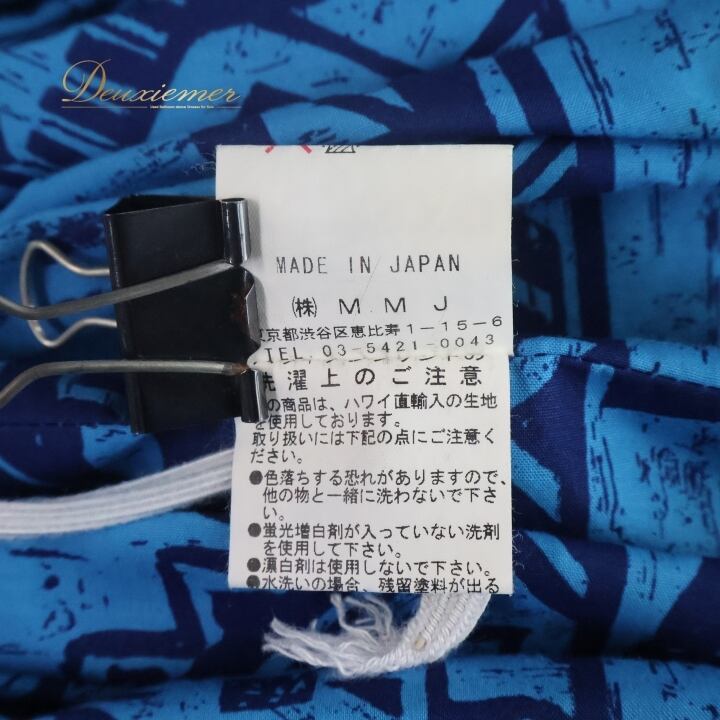 Deuxiemer
MADE IN JAPAN
㈱ M M J
京都渋谷区恵比寿1-15-6
TEL. 03-5421-0043
洗濯上のご注意
の商品は、ハワイ直輸入の生地
を使用しております。
取り扱いには下記の点にご注意く
ださい。
●色落ちする恐れがありますので、
他の物と一緒に洗わないで下さ
い。
●蛍光増白剤が入っていない洗剤
を使用して下さい。
●漂白剤は使用しないで下さい。
●水洗いの場合、残留塗料が出る